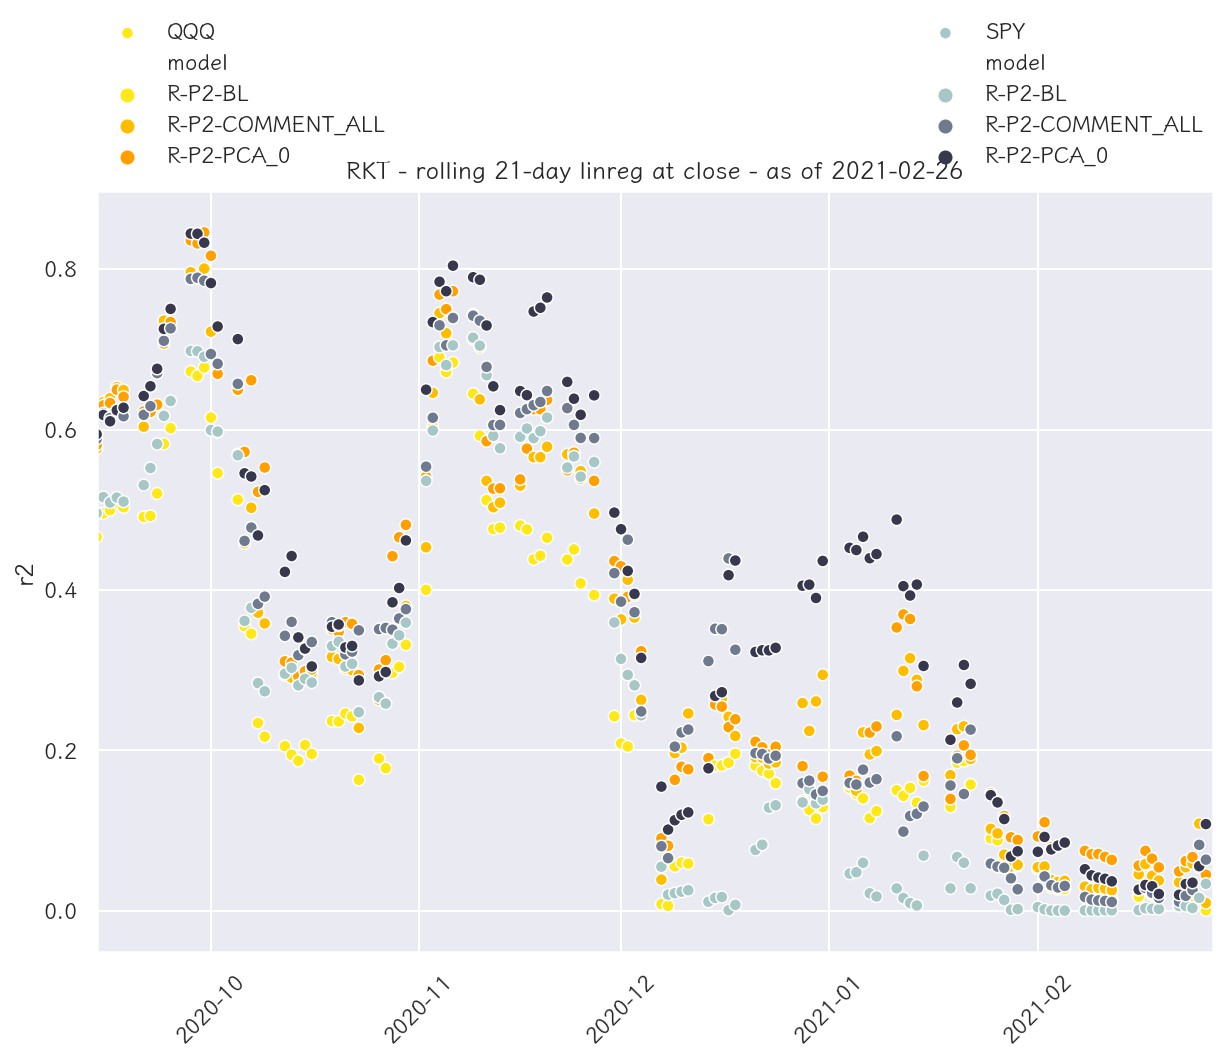 QQQ
model
R-P2-BL
R-P2-COMMENT_ALL
R-P2-PCA_0
SPY
model
R-P2-BL
R-P2-COMMENT_ALL
R-P2-PCA_0
RKT - rolling 21-day linreg at close - as of 2021-02-26
r2
0.8
0.6
0.4
0.2
0.0
2020-10
2020-11
2020-12
2021-01
2021-02